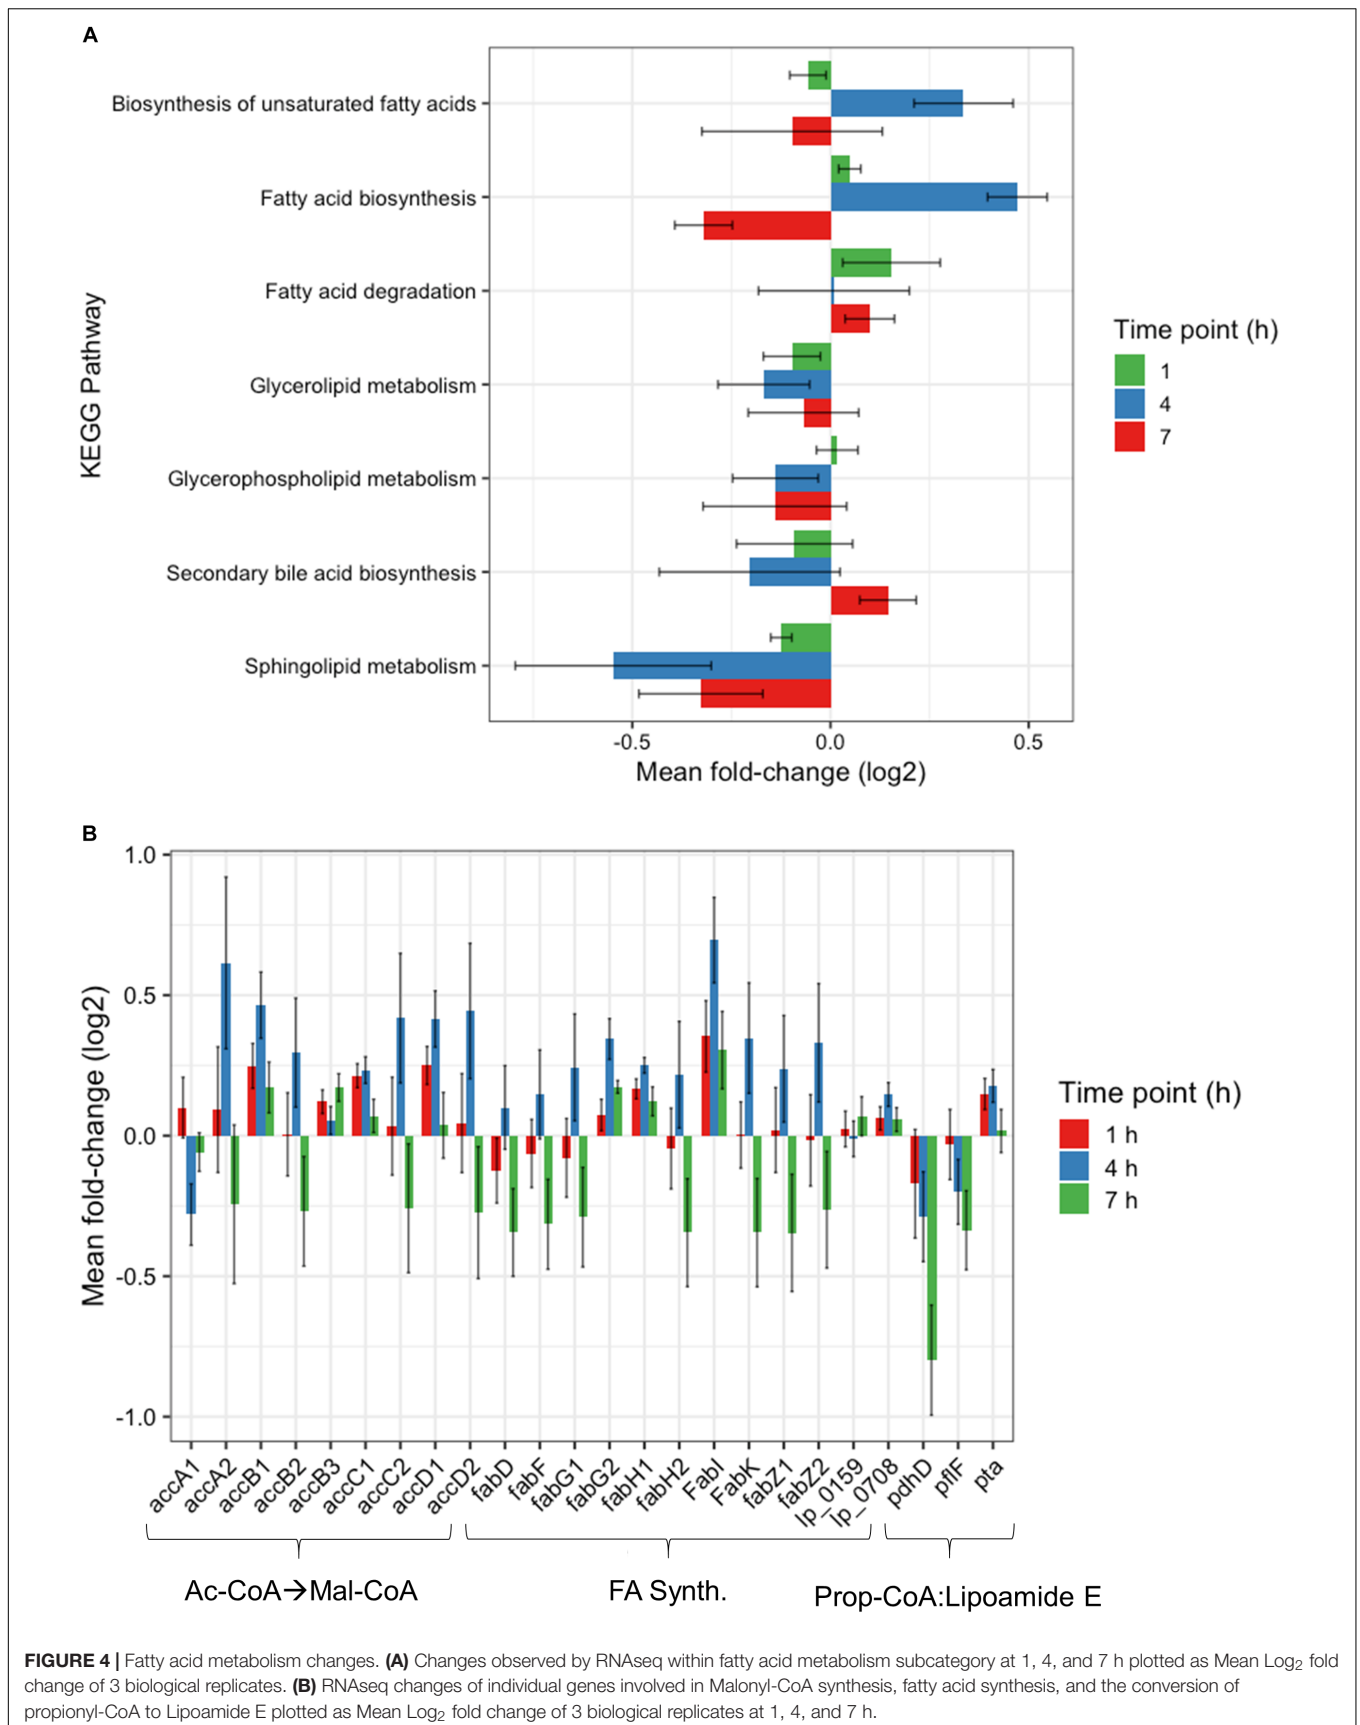 A
Biosynthesis of unsaturated fatty acids
Fatty acid biosynthesis
Fatty acid degradation
Glycerolipid metabolism
Glycerophospholipid metabolism
Secondary bile acid biosynthesis
Sphingolipid metabolism
KEGG Pathway
-0.5 0.0 0.5
Mean fold-change (log2)
Time point (h)
1
4
7
B
1.0
0.5
0.0
-0.5
-1.0
Mean fold-change (log2)
accA1 accA2 accB1 accB2 accB3 accC1 accC2 accD1 accD2 fabD fabF fabG1 fabG2 fabH1 fabH2 FabI FabK fabZ1 fabZ2 lp_0159 lp_0708 pdhD pflF pta
Time point (h)
1 h
4 h
7 h
Ac-CoA→Mal-CoA FA Synth. Prop-CoA:Lipoamide E
FIGURE 4 | Fatty acid metabolism changes. (A) Changes observed by RNAseq within fatty acid metabolism subcategory at 1, 4, and 7 h plotted as Mean Log2 fold
change of 3 biological replicates. (B) RNAseq changes of individual genes involved in Malonyl-CoA synthesis, fatty acid synthesis, and the conversion of
propionyl-CoA to Lipoamide E plotted as Mean Log2 fold change of 3 biological replicates at 1, 4, and 7 h.